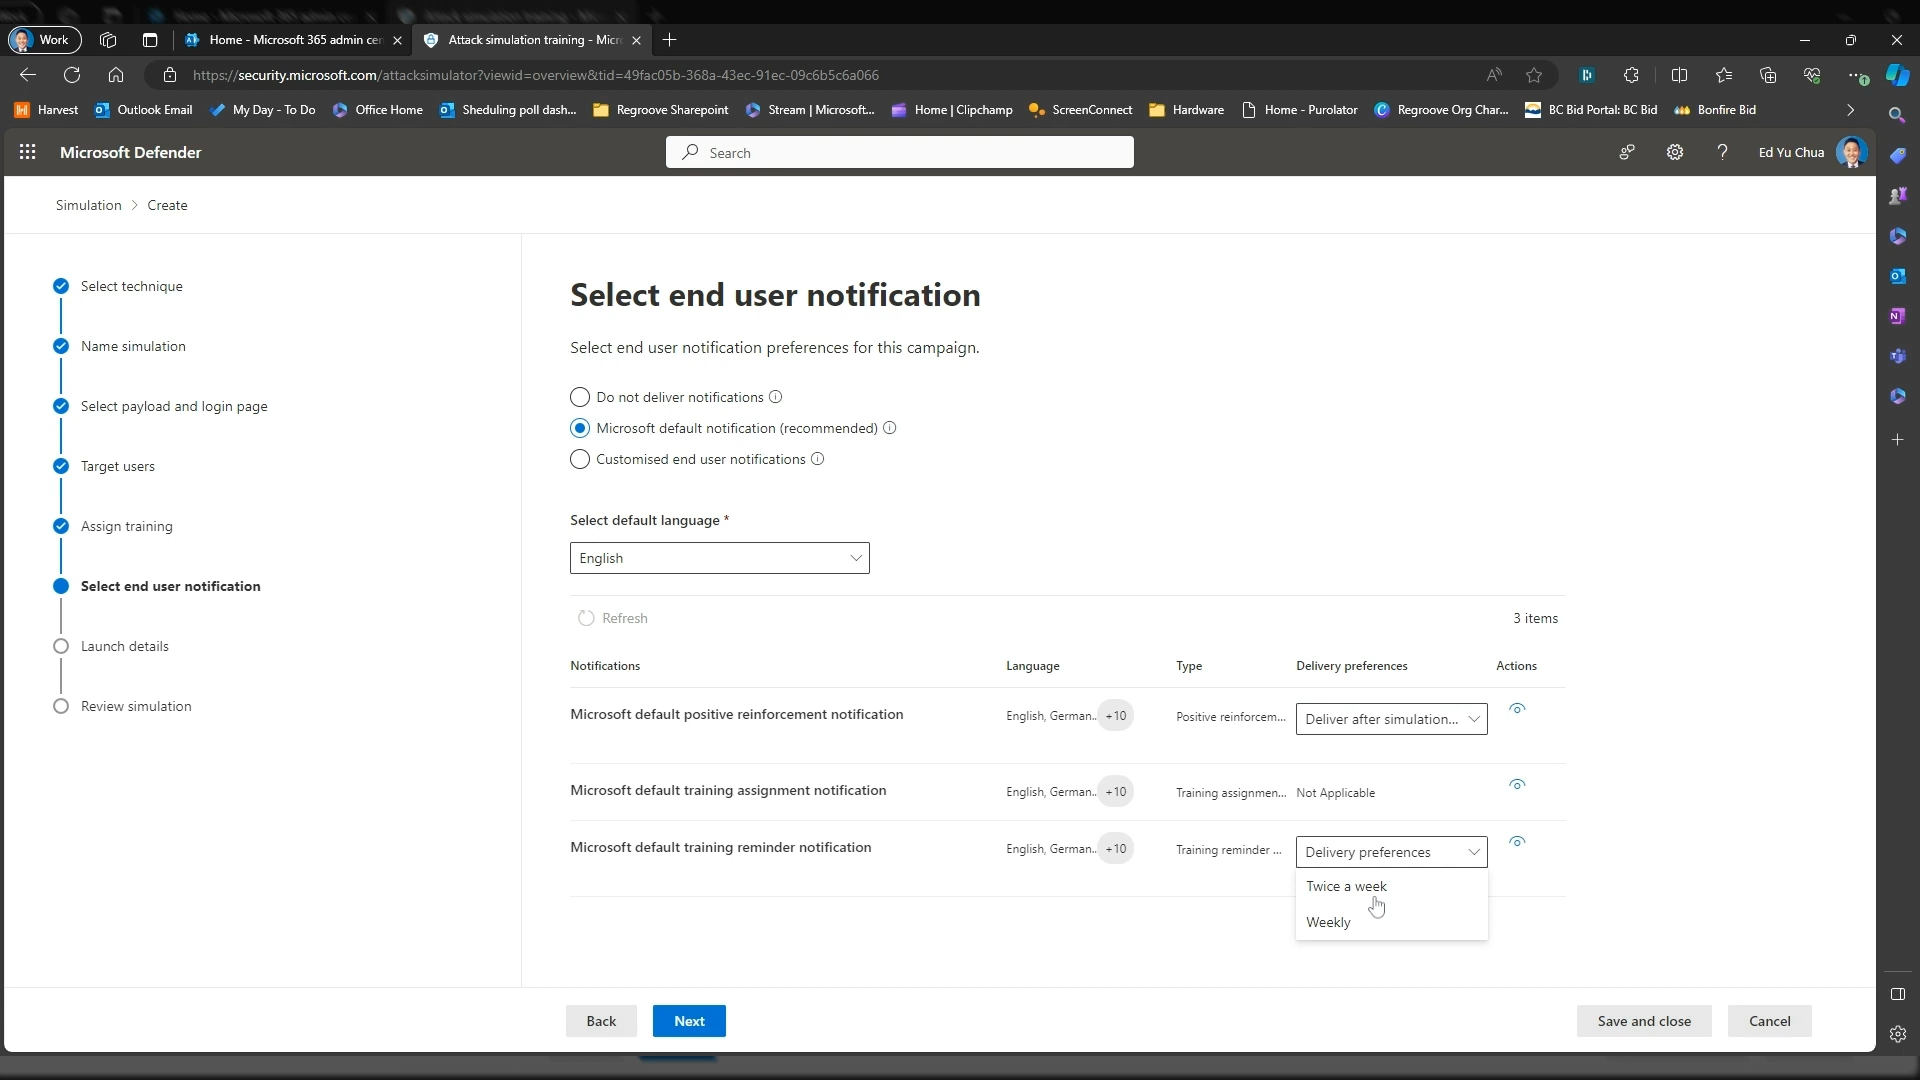 Work
Home - Microsoft 365 admin cen
Attack simulation training - Micr
https://security.microsoft.com/attacksimulator?viewid=overview&tid=49fac05b-368a-43ec-91ec-09c6b5c6a066
Harvest
Outlook Email
My Day - To Do
Office Home
Sheduling poll dash...
Regroove Sharepoint
Stream | Microsoft...
Home | Clipchamp
ScreenConnect
Hardware
Home - Purolator
Regroove Org Char...
BC Bid Portal: BC Bid
Bonfire Bid
Microsoft Defender
Search
Ed Yu Chua
Simulation > Create
Select technique
Name simulation
Select payload and login page
Target users
Assign training
Select end user notification
Launch details
Review simulation
Select end user notification
Select end user notification preferences for this campaign.
Do not deliver notifications
Microsoft default notification (recommended)
Customised end user notifications
Select default language *
English
Refresh
3 items
Notifications Language Type Delivery preferences Actions
Microsoft default positive reinforcement notification English, German.. +10 Positive reinforcem... Deliver after simulation...
Microsoft default training assignment notification English, German.. +10 Training assignmen... Not Applicable
Microsoft default training reminder notification English, German.. +10 Training reminder ... Delivery preferences
Twice a week
Weekly
Back
Next
Save and close
Cancel